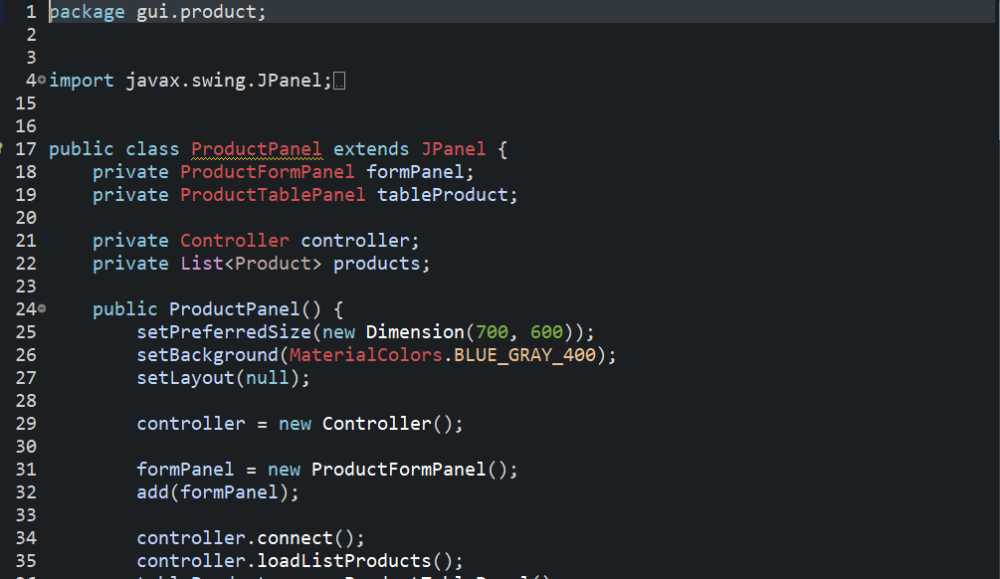 1 package gui.product;
2
3
4 import javax.swing.JPanel;
15
16
17 public class ProductPanel extends JPanel {
18 private ProductFormPanel formPanel;
19 private ProductTablePanel tableProduct;
20
21 private Controller controller;
22 private List<Product> products;
23
24 public ProductPanel() {
25 setPreferredSize(new Dimension(700, 600));
26 setBackground(MaterialColors.BLUE_GRAY_400);
27 setLayout(null);
28
29 controller = new Controller();
30
31 formPanel = new ProductFormPanel();
32 add(formPanel);
33
34 controller.connect();
35 controller.loadListProducts();